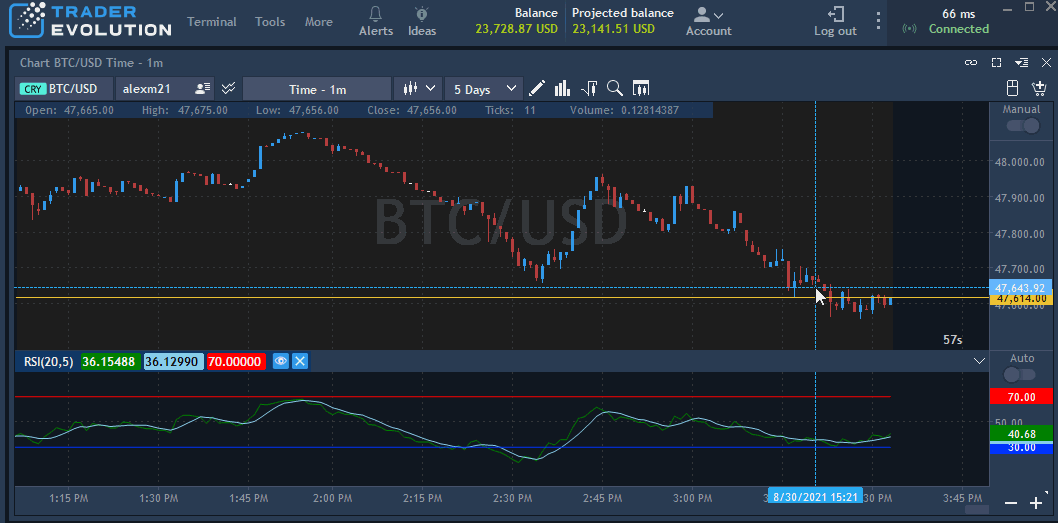 TRADER
EVOLUTION
Terminal Tools More
Alerts
Ideas
Balance
23,728.87 USD
Projected balance
23,141.51 USD
Account
Log out
66 ms
Connected
Chart BTC/USD Time - 1m
CRY BTC/USD alexm21 Time - 1m 5 Days
Open: 47,665.00 High: 47,675.00 Low: 47,656.00 Close: 47,656.00 Ticks: 11 Volume: 0.12814387
Manual
BTC/USD
48,000.00
47,900.00
47,800.00
47,700.00
47,643.92
47,614.00
57s
RSI(20,5) 36.15488 36.12990 70.00000
Auto
70.00
50.00
40.68
30.00
1:15 PM 1:30 PM 1:45 PM 2:00 PM 2:15 PM 2:30 PM 2:45 PM 3:00 PM 8/30/2021 15:21 30 PM 3:45 PM